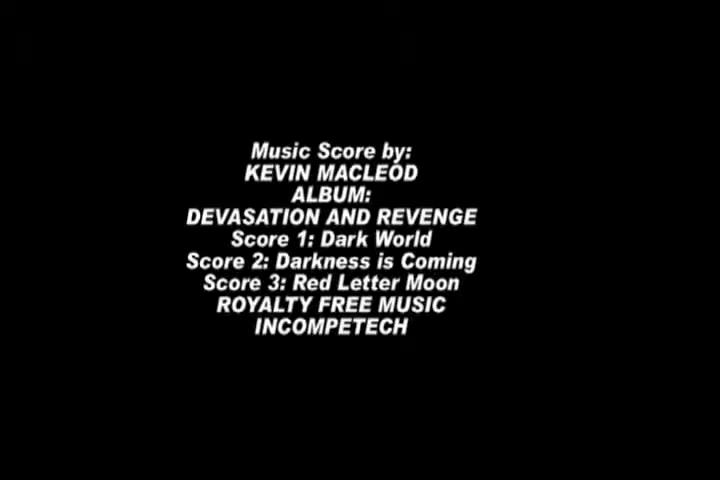 Music Score by:
KEVIN MACLEOD
ALBUM:
DEVASATION AND REVENGE
Score 1: Dark World
Score 2: Darkness is Coming
Score 3: Red Letter Moon
ROYALTY FREE MUSIC
INCOMPETECH